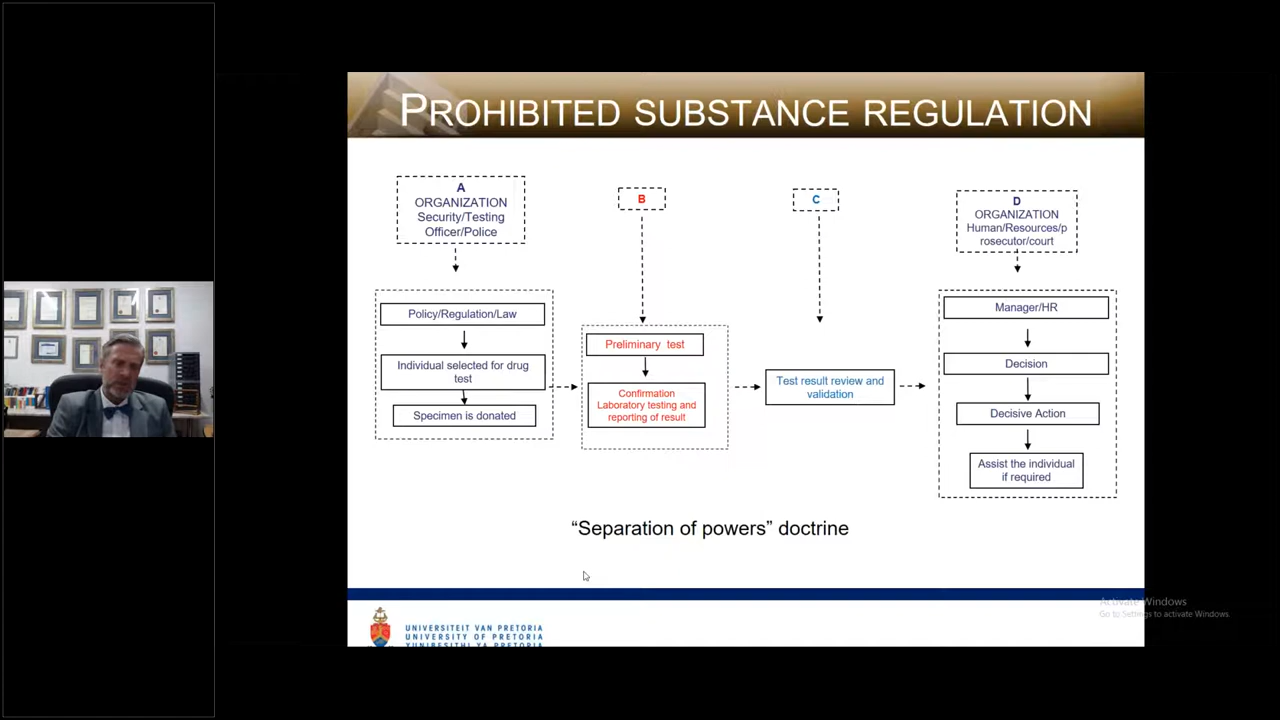 PROHIBITED SUBSTANCE REGULATION
A
ORGANIZATION
Security/Testing
Officer/Police
Policy/Regulation/Law
Individual selected for drug
test
Specimen is donated
B
Preliminary test
Confirmation
Laboratory testing and
reporting of result
C
Test result review and
validation
D
ORGANIZATION
Human/Resources/p
rosecutor/court
Manager/HR
Decision
Decisive Action
Assist the individual
if required
“Separation of powers” doctrine
Activate Windows
Go to Settings to activate Windows.
UNIVERSITEIT VAN PRETORIA
UNIVERSITY OF PRETORIA
YUNIBESITHI YA PRETORIA